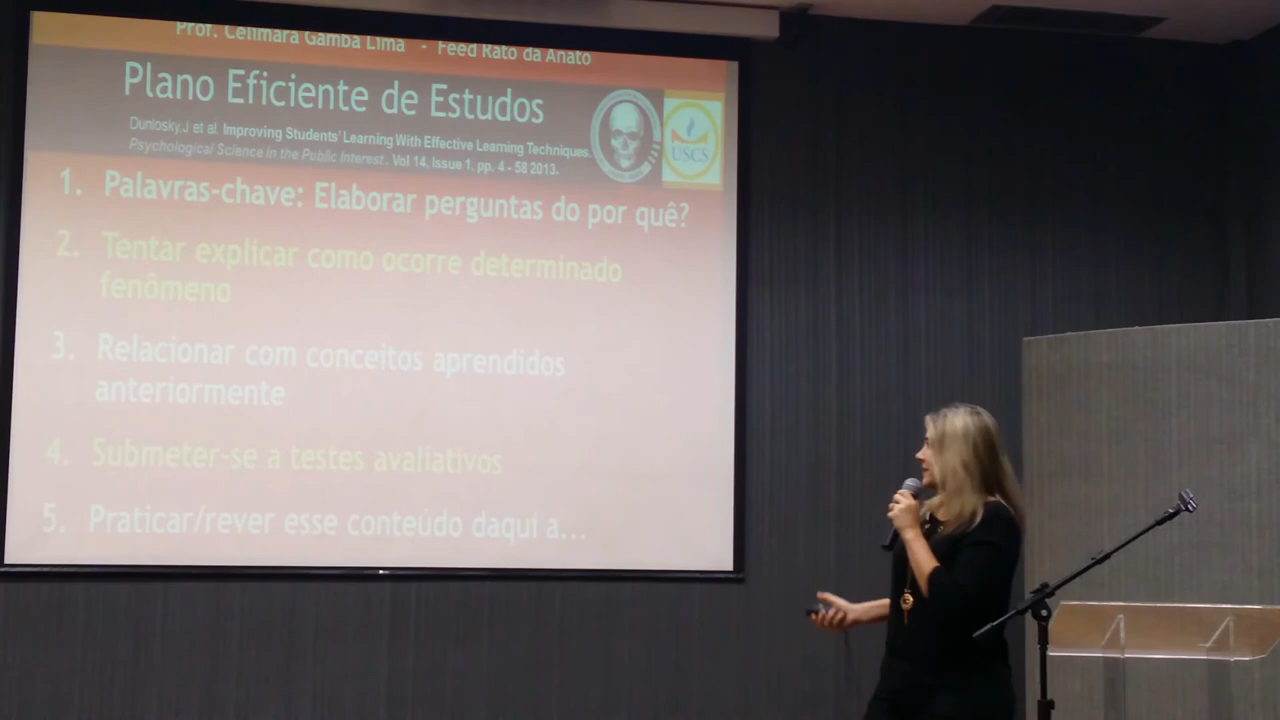 Prof. Celimara Gamba Lima - Feed Rato da Anato
Plano Eficiente de Estudos
Dunlosky,J et al. Improving Students' Learning With Effective Learning Techniques.
Psychological Science in the Public Interest. Vol 14, Issue 1, pp. 4 - 58 2013.
USCS
1. Palavras-chave: Elaborar perguntas do por quê?
2. Tentar explicar como ocorre determinado
fenômeno
3. Relacionar com conceitos aprendidos
anteriormente
4. Submeter-se a testes avaliativos
5. Praticar/rever esse conteúdo daqui a...